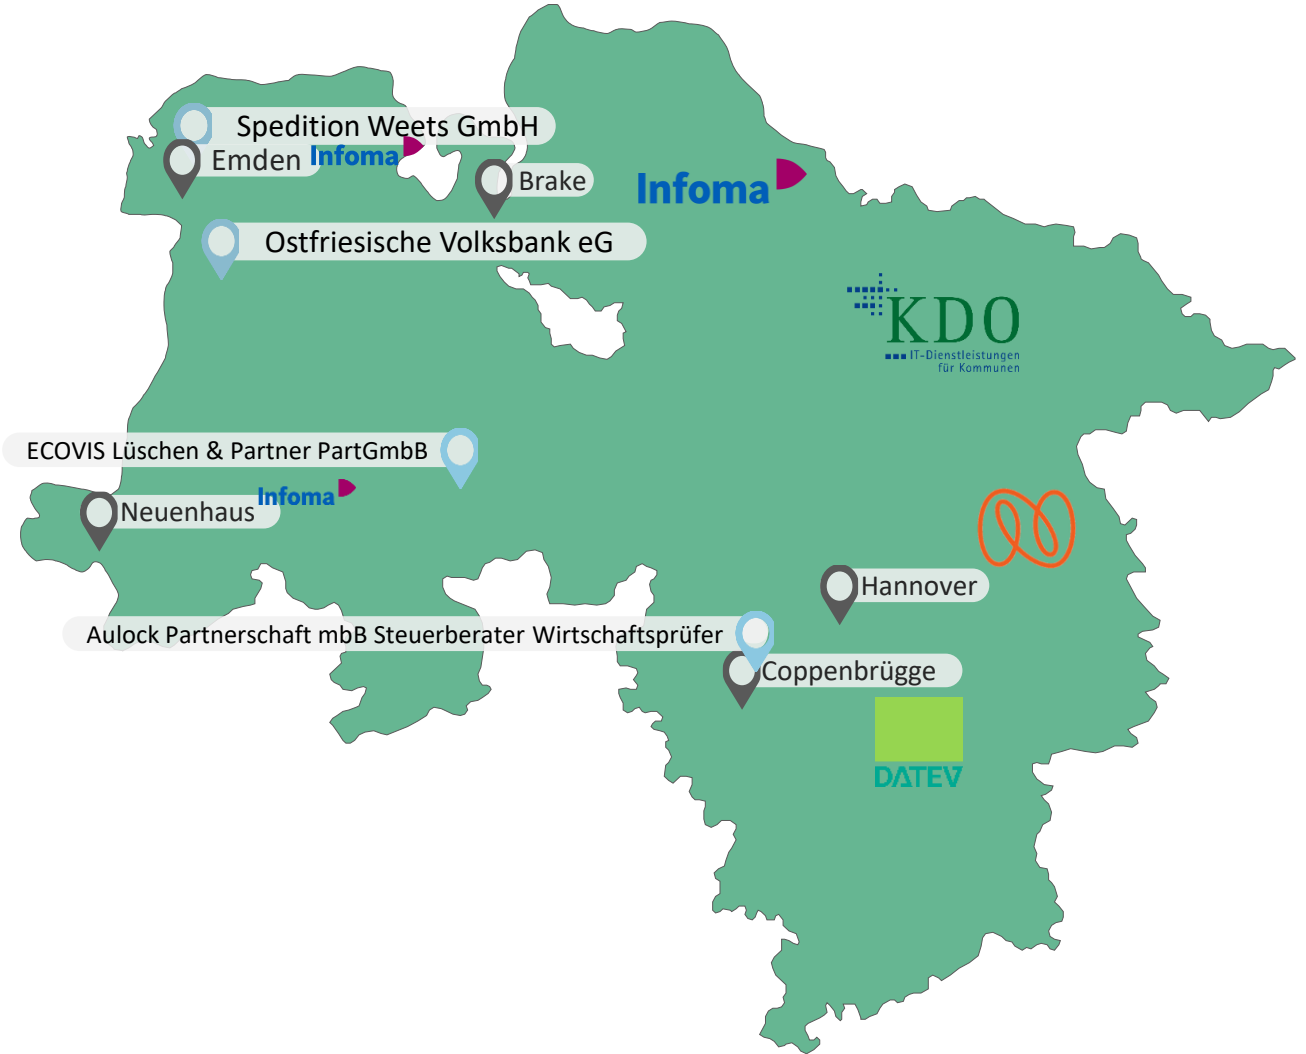 Spedition Weets GmbH
Emden
Infoma
Brake
Infoma
Ostfriesische Volksbank eG
KDO
IT-Dienstleistungen
für Kommunen
ECOVIS Lüschen & Partner PartGmbB
Infoma
Neuenhaus
Hannover
Aulock Partnerschaft mbB Steuerberater Wirtschaftsprüfer
Coppenbrügge
DATEV